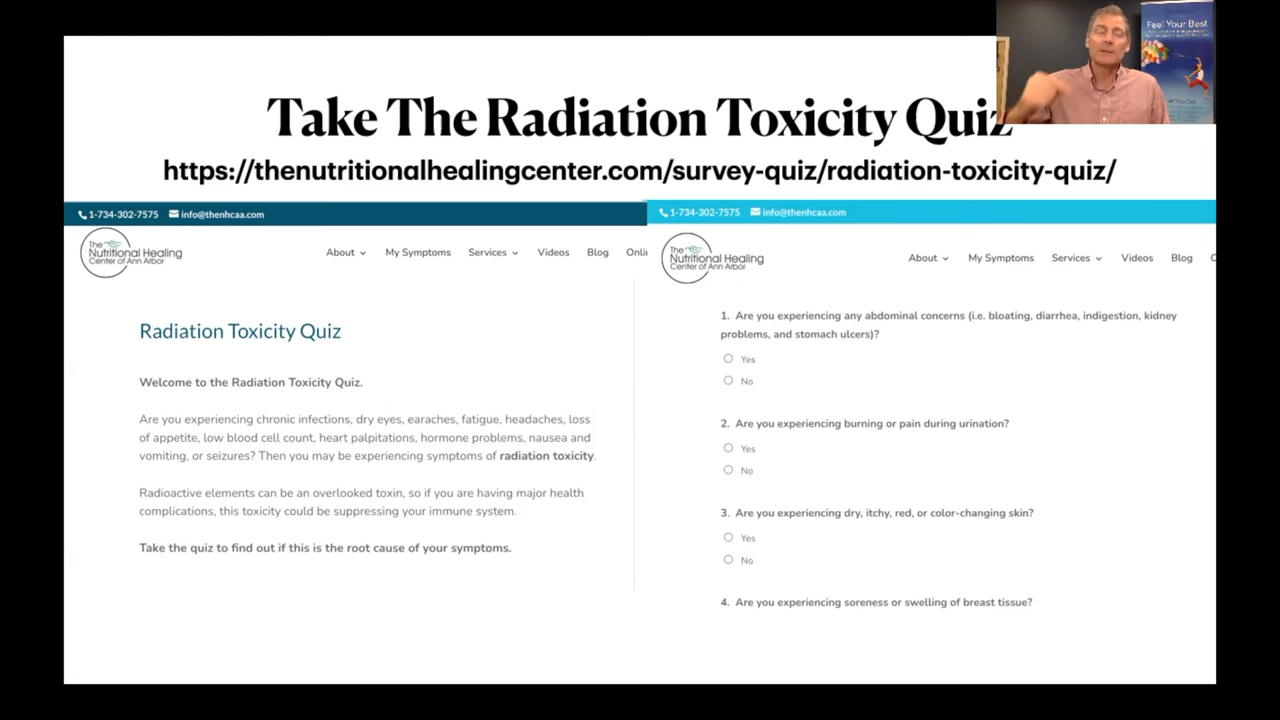 Feel Your Best
Take The Radiation Toxicity Quiz
https://thenutritionalhealingcenter.com/survey-quiz/radiation-toxicity-quiz/
1-734-302-7575 info@thenhcaa.com
The
Nutritional Healing
Center of Ann Arbor
About My Symptoms Services Videos Blog Onli
Radiation Toxicity Quiz
Welcome to the Radiation Toxicity Quiz.
Are you experiencing chronic infections, dry eyes, earaches, fatigue, headaches, loss
of appetite, low blood cell count, heart palpitations, hormone problems, nausea and
vomiting, or seizures? Then you may be experiencing symptoms of radiation toxicity.
Radioactive elements can be an overlooked toxin, so if you are having major health
complications, this toxicity could be suppressing your immune system.
Take the quiz to find out if this is the root cause of your symptoms.
1-734-302-7575 info@thenhcaa.com
The
Nutritional Healing
Center of Ann Arbor
About My Symptoms Services Videos Blog
1. Are you experiencing any abdominal concerns (i.e. bloating, diarrhea, indigestion, kidney
problems, and stomach ulcers)?
Yes
No
2. Are you experiencing burning or pain during urination?
Yes
No
3. Are you experiencing dry, itchy, red, or color-changing skin?
Yes
No
4. Are you experiencing soreness or swelling of breast tissue?